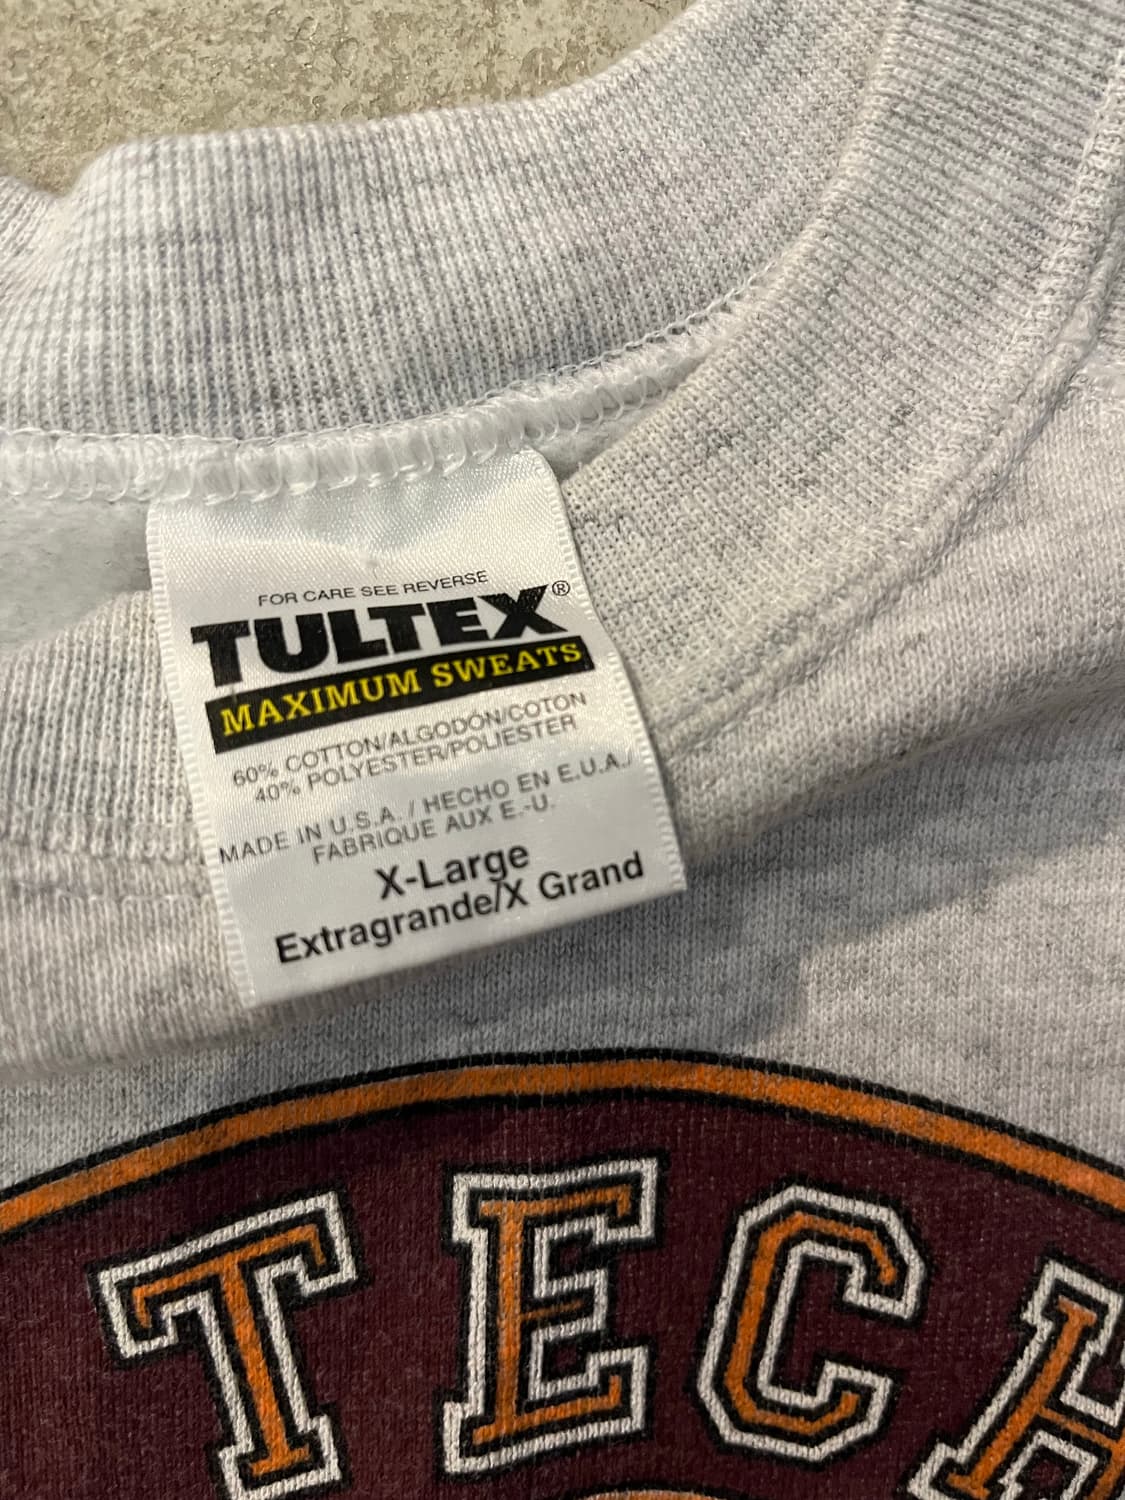 FOR CARE SEE REVERSE
TULTEX®
MAXIMUM SWEATS
60% COTTON/ALGODÓN/COTON
40% POLYESTER/POLIESTER
MADE IN U.S.A. / HECHO EN E.U.A./
FABRIQUE AUX E.-U.
X-Large
Extragrande/X Grand
TECH